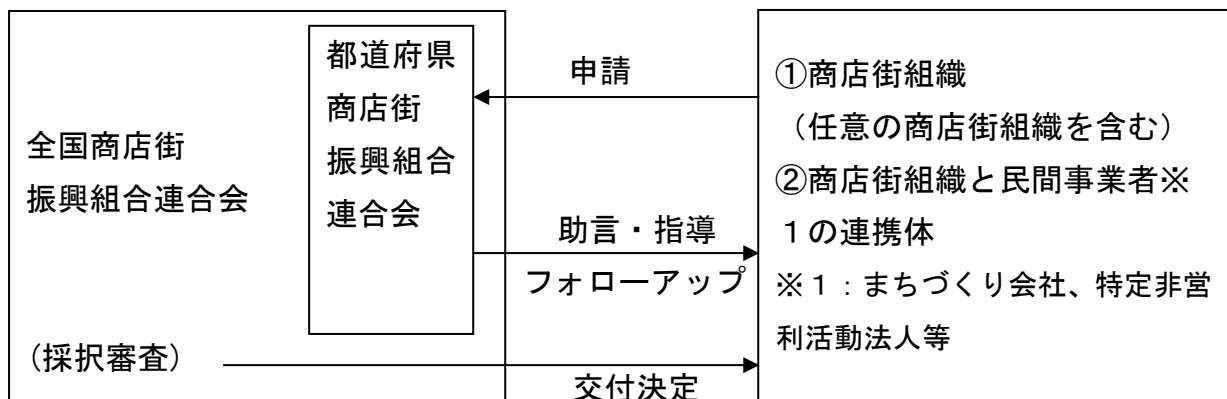 全国商店街
振興組合連合会
(採択審査)
都道府県
商店街
振興組合
連合会
申請
助言・指導
フォローアップ
交付決定
①商店街組織
（任意の商店街組織を含む）
②商店街組織と民間事業者※
１の連携体
※１：まちづくり会社、特定非営
利活動法人等